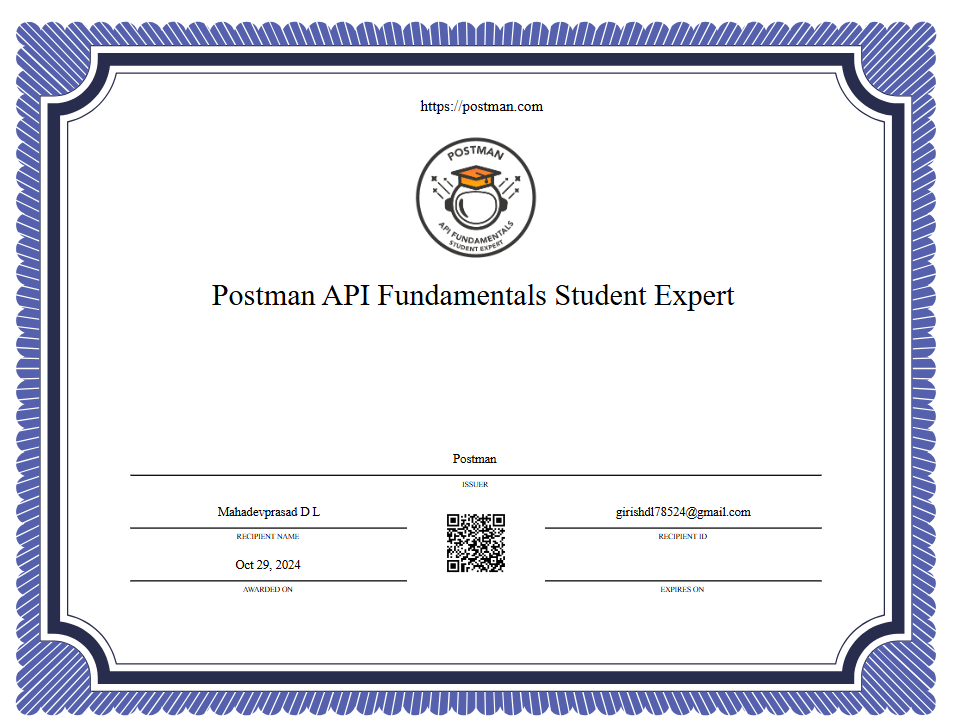 https://postman.com
POSTMAN
API FUNDAMENTALS
STUDENT EXPERT
Postman API Fundamentals Student Expert
Postman
ISSUER
Mahadevprasad D L
RECIPIENT NAME
girishdl78524@gmail.com
RECIPIENT ID
Oct 29, 2024
AWARDED ON
EXPIRES ON